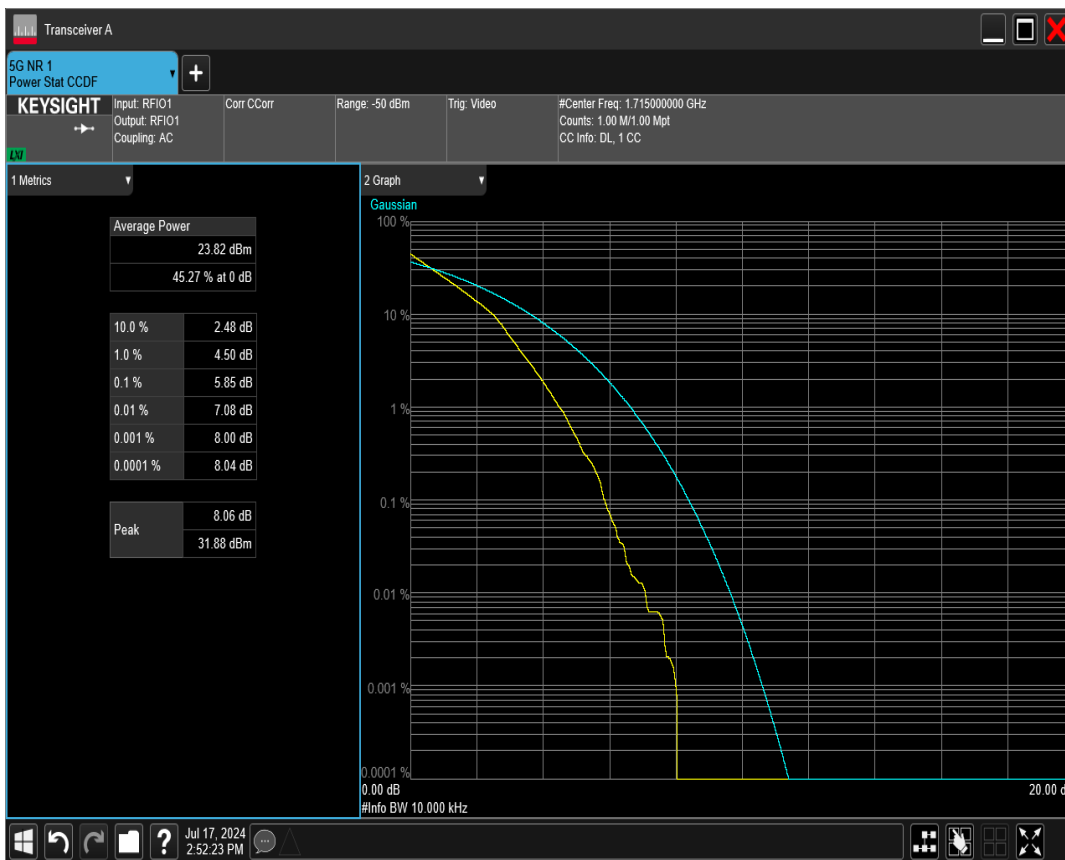 Transceiver A
5G NR 1
Power Stat CCDF
+
KEYSIGHT
LXI
Input: RFIO1
Output: RFIO1
Coupling: AC
Corr CCorr
Range: -50 dBm
Trig: Video
#Center Freq: 1.715000000 GHz
Counts: 1.00 M/1.00 Mpt
CC Info: DL, 1 CC
1 Metrics
Average Power
23.82 dBm
45.27 % at 0 dB
10.0 % 2.48 dB
1.0 % 4.50 dB
0.1 % 5.85 dB
0.01 % 7.08 dB
0.001 % 8.00 dB
0.0001 % 8.04 dB
Peak 8.06 dB
31.88 dBm
2 Graph
Gaussian
100 %
10 %
1 %
0.1 %
0.01 %
0.001 %
0.0001 %
0.00 dB 20.00 d
#Info BW 10.000 kHz
? Jul 17, 2024
2:52:23 PM